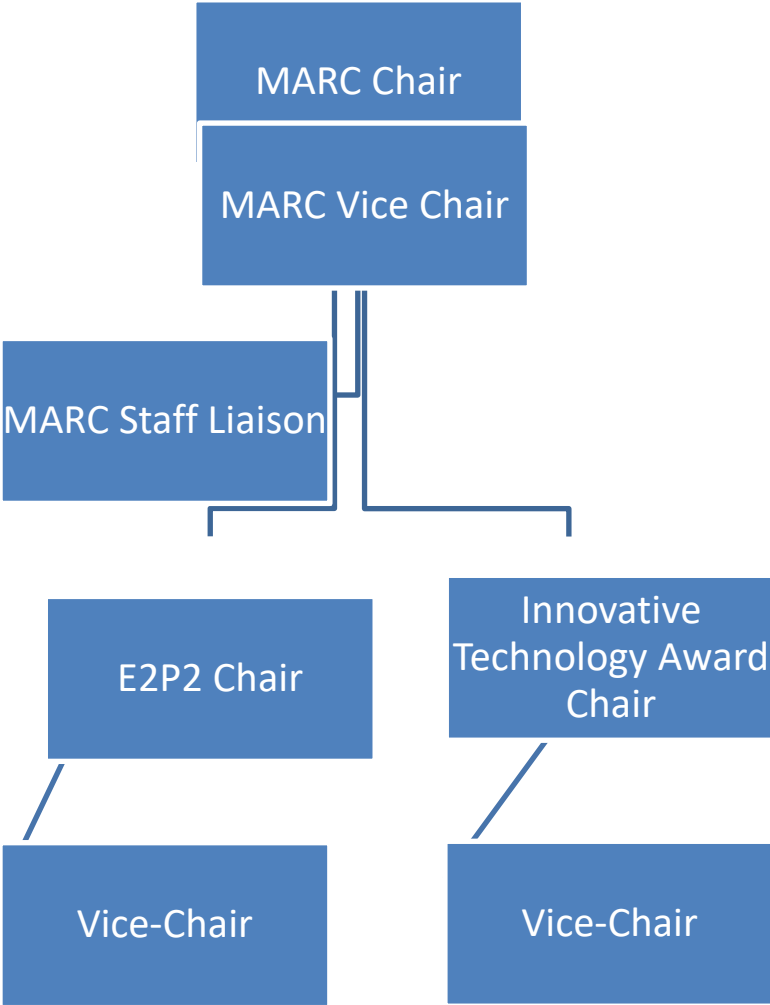 MARC Chair
MARC Vice Chair
MARC Staff Liaison
E2P2 Chair
Innovative
Technology Award
Chair
Vice-Chair
Vice-Chair